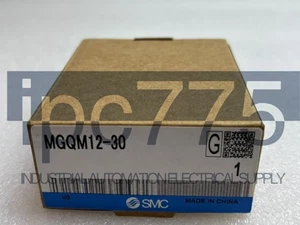 ipc775
MGQM12-30
G
1
INDUSTRIAL AUTOMATION ELECTRICAL SUPPLY
SMC
MADE IN CHINA